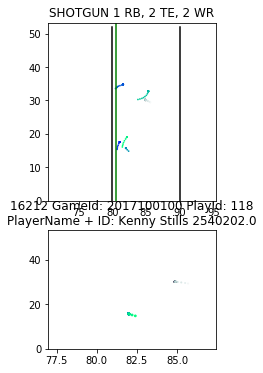 SHOTGUN 1 RB, 2 TE, 2 WR
50
40
30
20
10
0
75 80 85 90 95
16212 GameId: 2017100100 PlayId: 118
PlayerName + ID: Kenny Stills 2540202.0
40
20
0
77.5 80.0 82.5 85.0